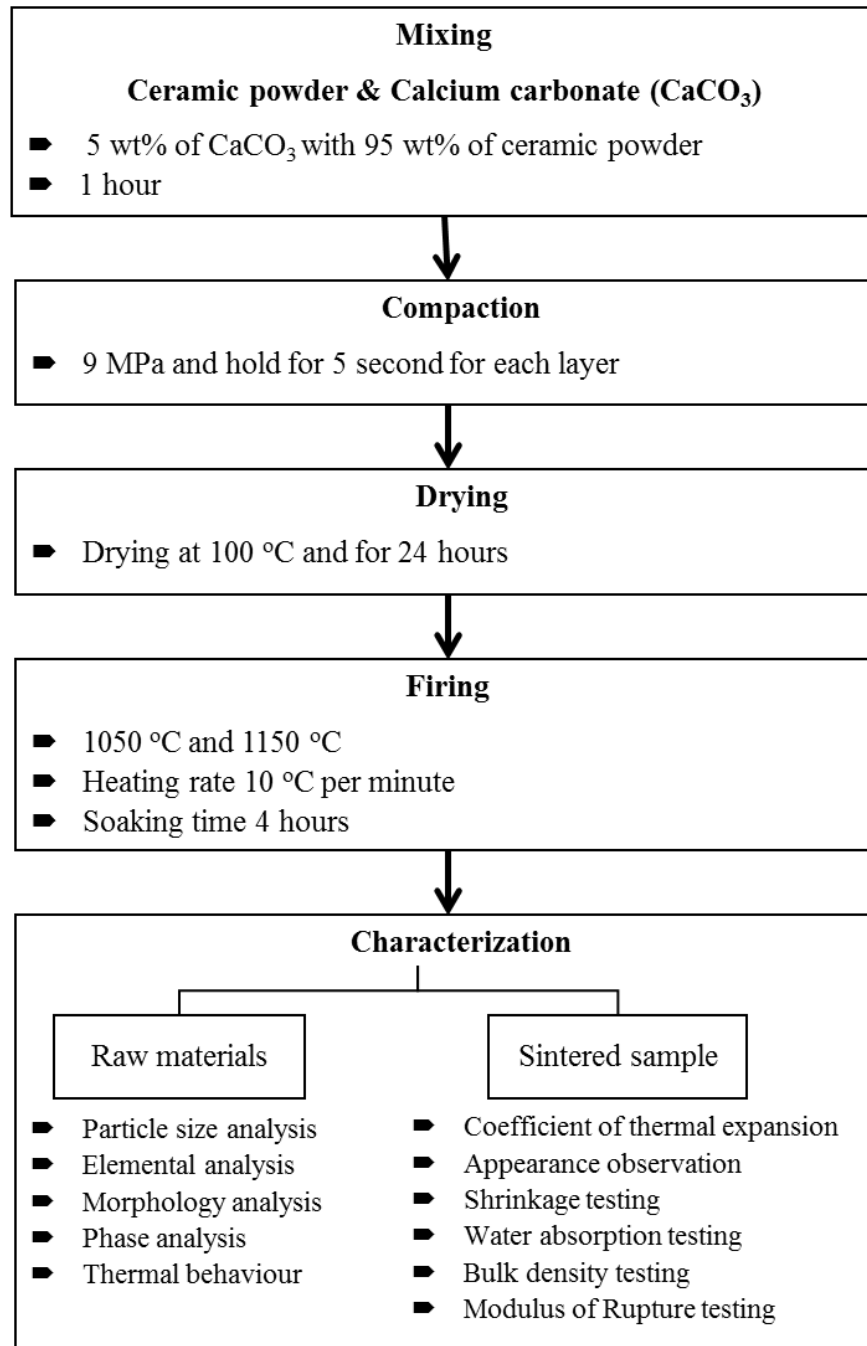 Mixing
Ceramic powder & Calcium carbonate (CaCO₃)
5 wt% of CaCO₃ with 95 wt% of ceramic powder
1 hour
Compaction
9 MPa and hold for 5 second for each layer
Drying
Drying at 100 °C and for 24 hours
Firing
1050 °C and 1150 °C
Heating rate 10 °C per minute
Soaking time 4 hours
Characterization
Raw materials
Particle size analysis
Elemental analysis
Morphology analysis
Phase analysis
Thermal behaviour
Sintered sample
Coefficient of thermal expansion
Appearance observation
Shrinkage testing
Water absorption testing
Bulk density testing
Modulus of Rupture testing